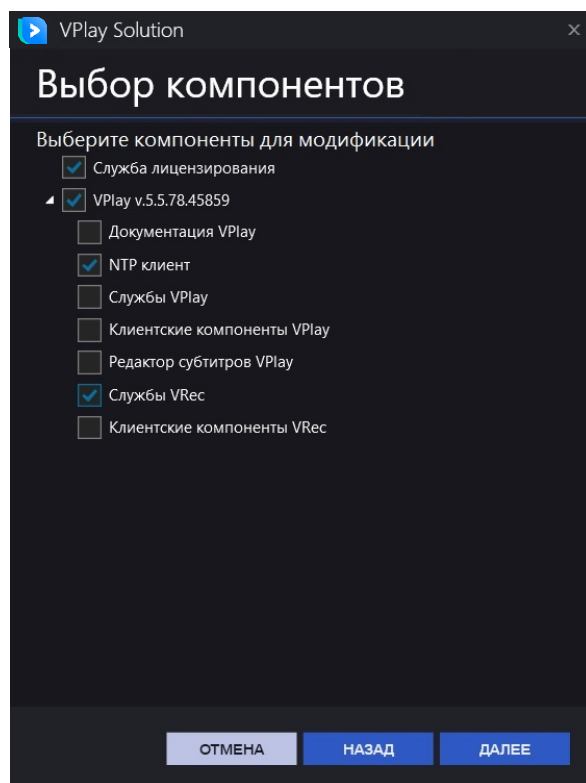 VPlay Solution
Выбор компонентов
Выберите компоненты для модификации
Служба лицензирования
VPlay v.5.5.78.45859
Документация VPlay
NTP клиент
Службы VPlay
Клиентские компоненты VPlay
Редактор субтитров VPlay
Службы VRec
Клиентские компоненты VRec
ОТМЕНА НАЗАД ДАЛЕЕ